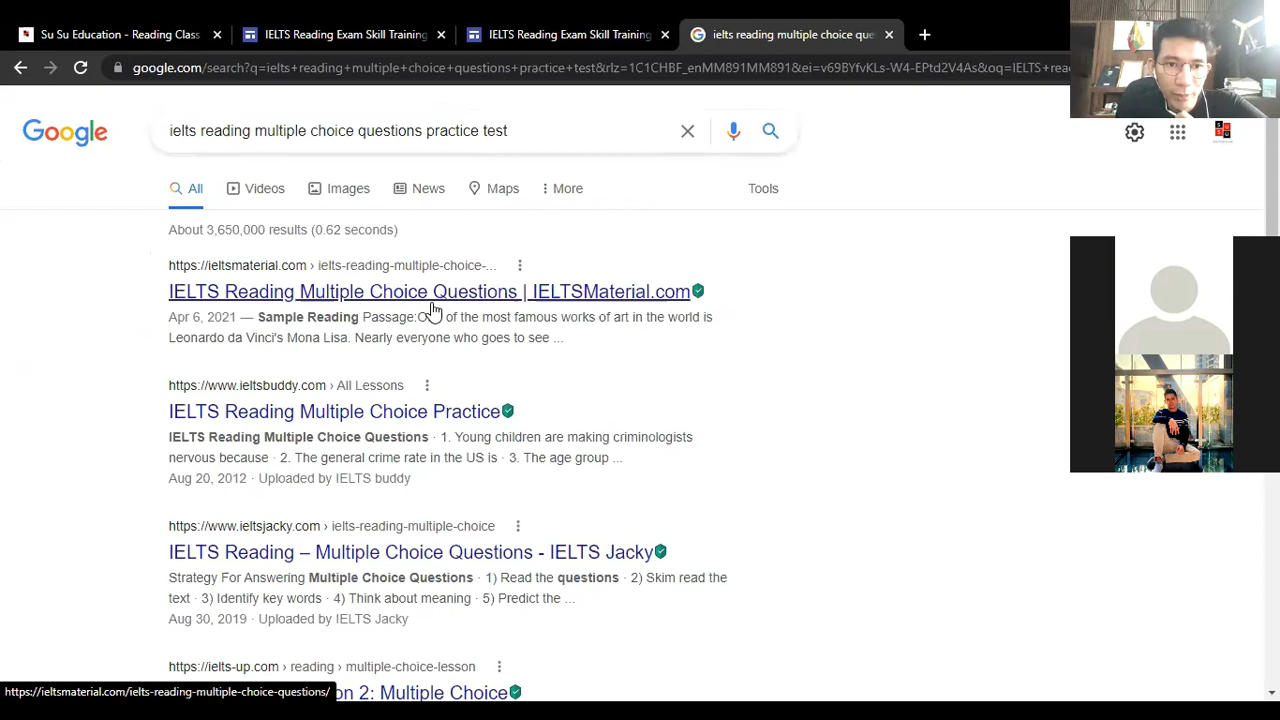 Su Su Education - Reading Class
IELTS Reading Exam Skill Training
IELTS Reading Exam Skill Training
ielts reading multiple choice que
google.com/search?q=ielts+reading+multiple+choice+questions+practice+test&rlz=1C1CHBF_enMM891MM891&ei=v69BYfvKLs-W4-EPtd2V4As&oq=IELTS+rea
Google
ielts reading multiple choice questions practice test
All
Videos
Images
News
Maps
More
Tools
About 3,650,000 results (0.62 seconds)
https://ieltsmaterial.com › ielts-reading-multiple-choice-...
IELTS Reading Multiple Choice Questions | IELTSMaterial.com
Apr 6, 2021 — Sample Reading Passage:O of the most famous works of art in the world is
Leonardo da Vinci's Mona Lisa. Nearly everyone who goes to see ...
https://www.ieltsbuddy.com › All Lessons
IELTS Reading Multiple Choice Practice
IELTS Reading Multiple Choice Questions · 1. Young children are making criminologists
nervous because · 2. The general crime rate in the US is · 3. The age group ...
Aug 20, 2012 · Uploaded by IELTS buddy
https://www.ieltsjacky.com › ielts-reading-multiple-choice
IELTS Reading – Multiple Choice Questions - IELTS Jacky
Strategy For Answering Multiple Choice Questions · 1) Read the questions · 2) Skim read the
text · 3) Identify key words · 4) Think about meaning · 5) Predict the ...
Aug 30, 2019 · Uploaded by IELTS Jacky
https://ielts-up.com › reading › multiple-choice-lesson
on 2: Multiple Choice
https://ieltsmaterial.com/ielts-reading-multiple-choice-questions/